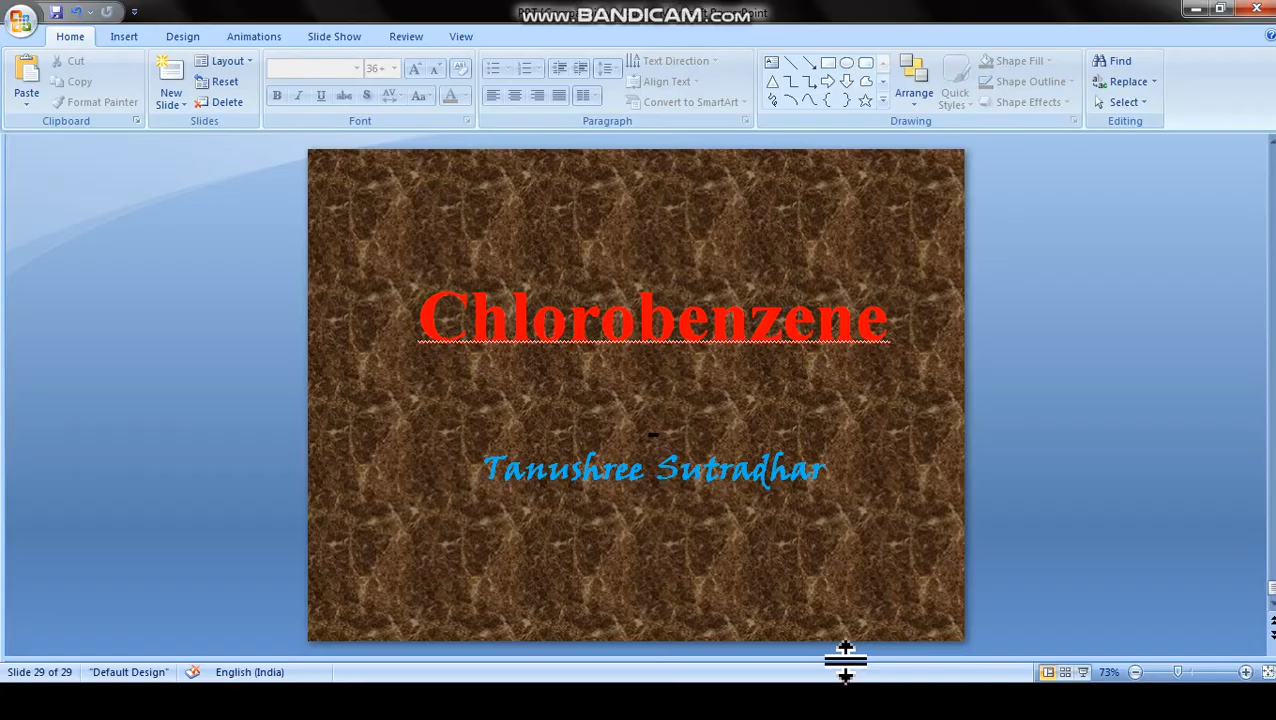 www.BANDICAM.com
Home Insert Design Animations Slide Show Review View
Paste
Cut
Copy
Format Painter
Clipboard
New Slide
Layout
Reset
Delete
Slides
36+
B I U abc S AV Aa A
Font
Text Direction
Align Text
Convert to SmartArt
Paragraph
Arrange
Quick Styles
Shape Fill
Shape Outline
Shape Effects
Drawing
Find
Replace
Select
Editing
Chlorobenzene
-
Tanushree Sutradhar
Slide 29 of 29 "Default Design" English (India) 73%